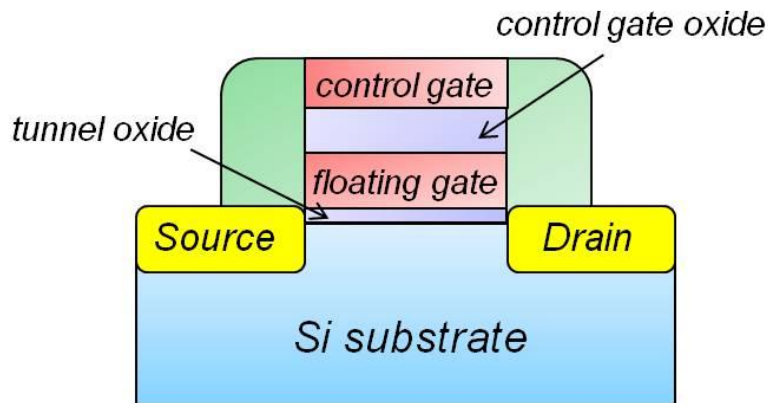 control gate oxide
control gate
tunnel oxide
floating gate
Source
Drain
Si substrate